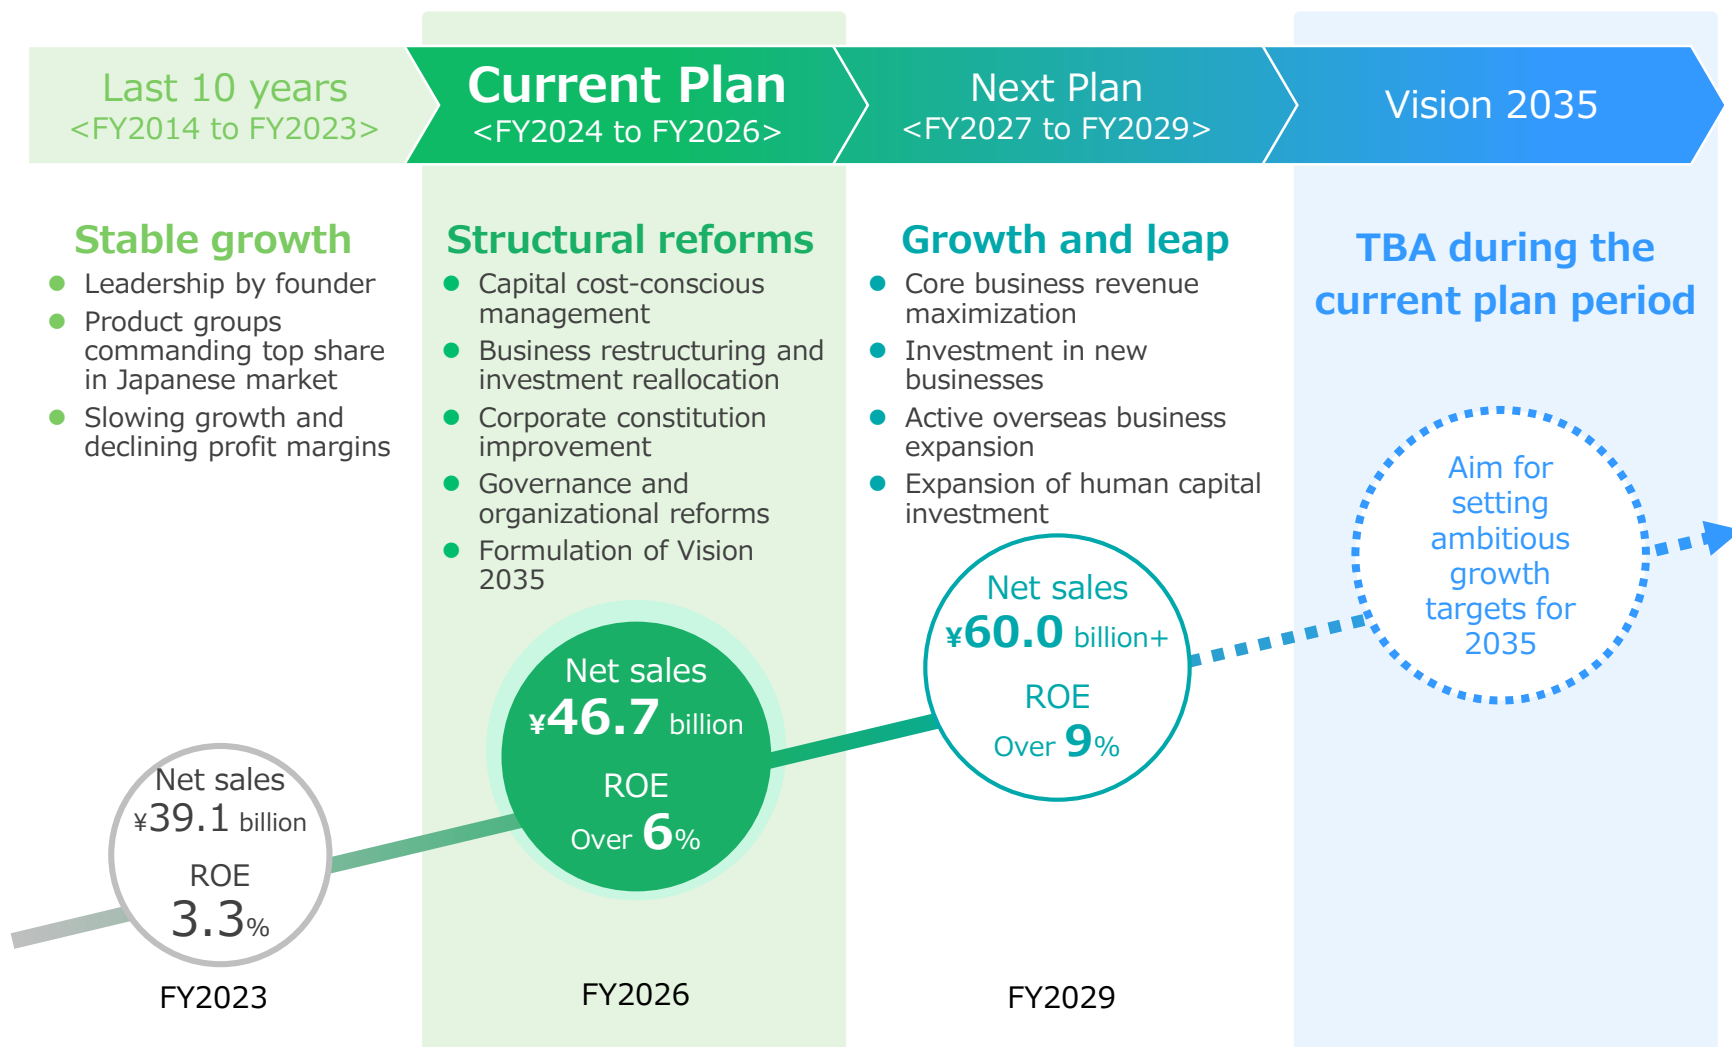 Last 10 years
<FY2014 to FY2023>
Current Plan
<FY2024 to FY2026>
Next Plan
<FY2027 to FY2029>
Vision 2035
Stable growth
Leadership by founder
Product groups
commanding top share
in Japanese market
Slowing growth and
declining profit margins
Structural reforms
Capital cost-conscious
management
Business restructuring and
investment reallocation
Corporate constitution
improvement
Governance and
organizational reforms
Formulation of Vision
2035
Growth and leap
Core business revenue
maximization
Investment in new
businesses
Active overseas business
expansion
Expansion of human capital
investment
TBA during the
current plan period
Net sales
¥39.1 billion
ROE
3.3%
FY2023
Net sales
¥46.7 billion
ROE
Over 6%
FY2026
Net sales
¥60.0 billion+
ROE
Over 9%
FY2029
Aim for
setting
ambitious
growth
targets for
2035